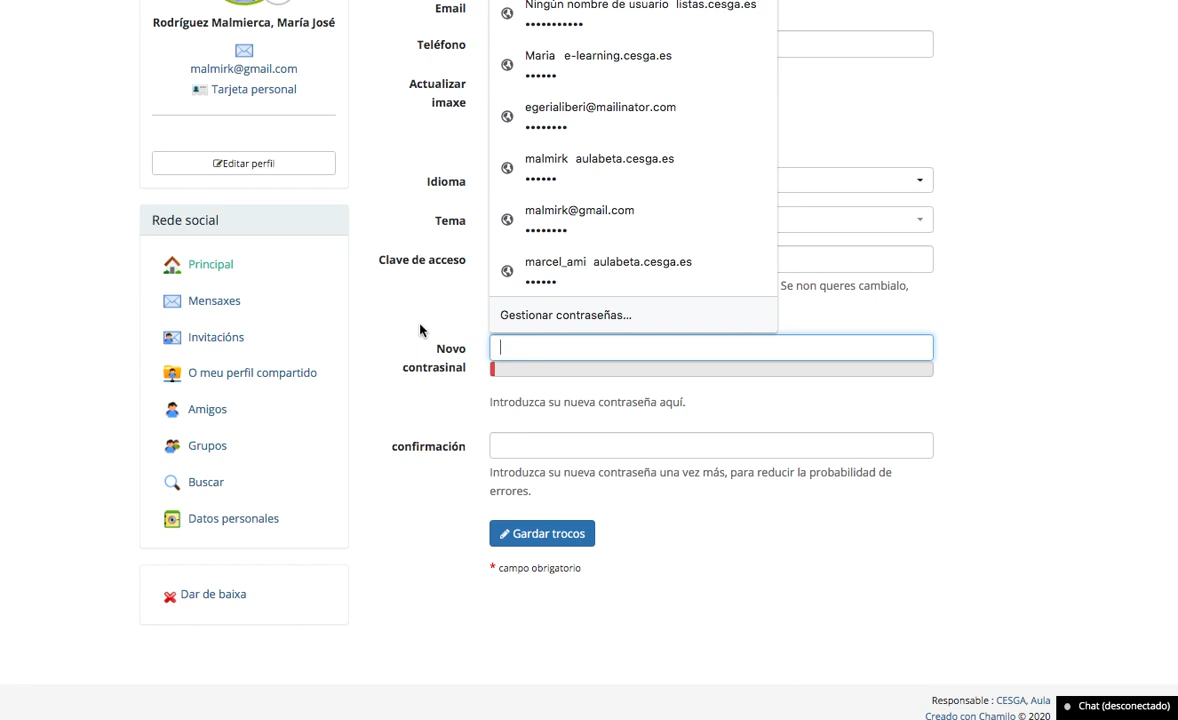 Rodríguez Malmierca, María José
malmirk@gmail.com
Tarjeta personal
Editar perfil
Rede social
Principal
Mensaxes
Invitacións
O meu perfil compartido
Amigos
Grupos
Buscar
Datos personales
Dar de baixa
Email
Teléfono
Actualizar
imaxe
Idioma
Tema
Clave de acceso
Se non queres cambialo,
Ningún nombre de usuario listas.cesga.es
•••••••••••
Maria e-learning.cesga.es
••••••
egerialiberi@mailinator.com
••••••••
malmirk aulabeta.cesga.es
••••••
malmirk@gmail.com
••••••••
marcel_ami aulabeta.cesga.es
••••••
Gestionar contraseñas...
Novo
contrasinal
Introduzca su nueva contraseña aquí.
confirmación
Introduzca su nueva contraseña una vez más, para reducir la probabilidad de
errores.
Gardar trocos
* campo obrigatorio
Responsable : CESGA, Aula
Creado con Chamilo © 2020
Chat (desconectado)